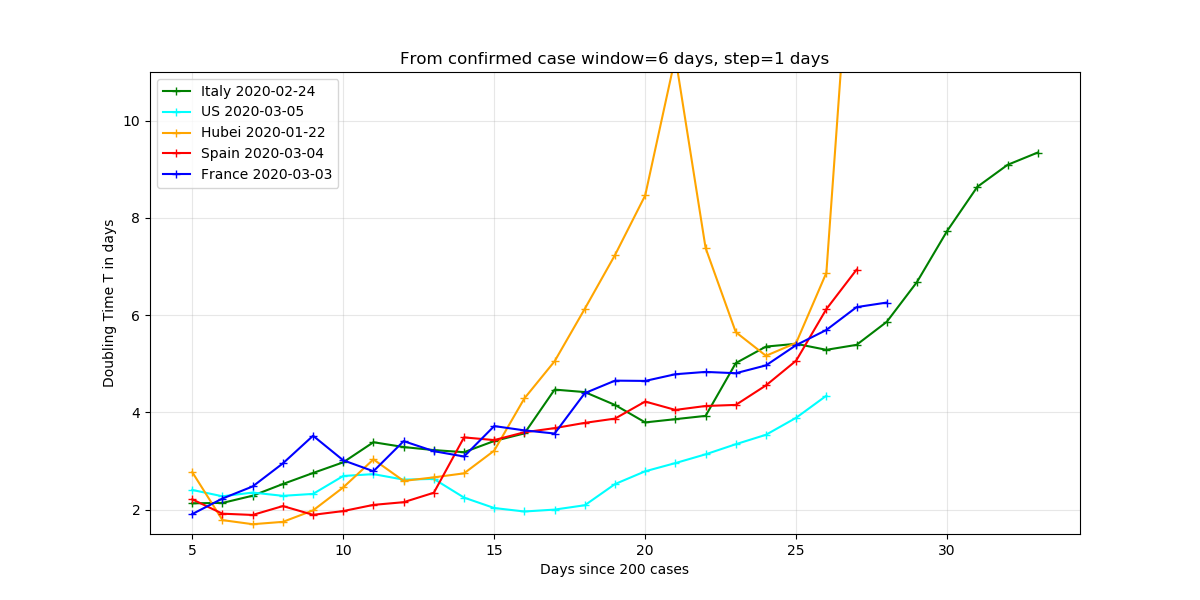 From confirmed case window=6 days, step=1 days
Italy 2020-02-24
US 2020-03-05
Hubei 2020-01-22
Spain 2020-03-04
France 2020-03-03
Doubling Time T in days
10
8
6
4
2
5 10 15 20 25 30
Days since 200 cases